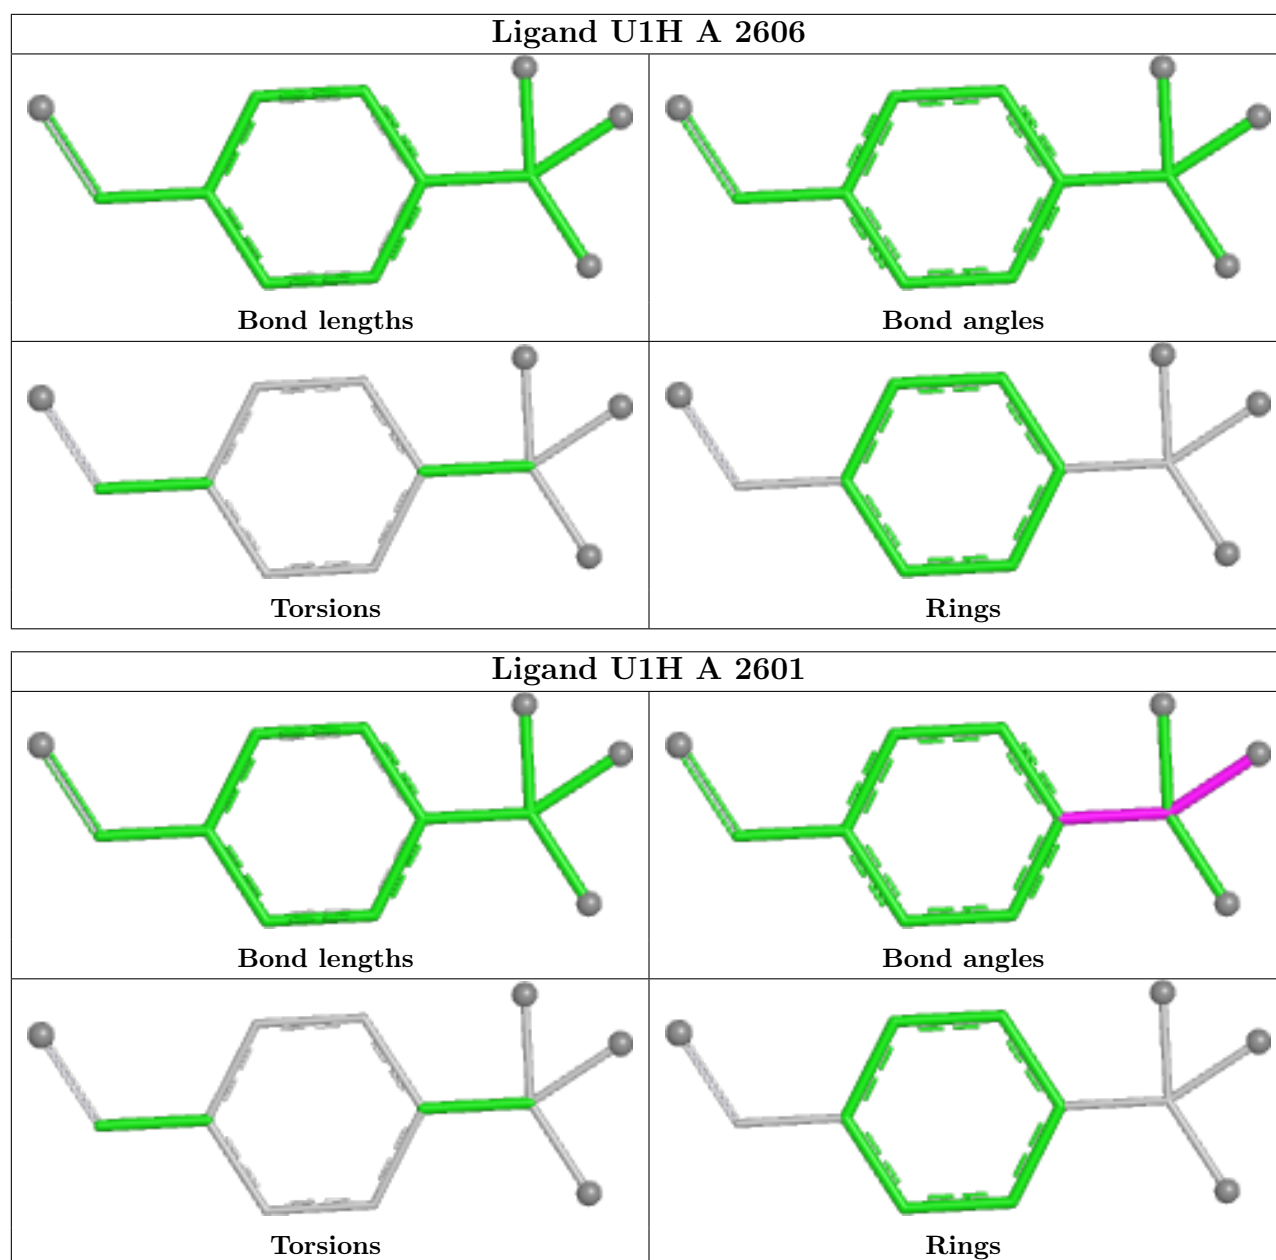 Ligand U1H A 2606
Bond lengths
Bond angles
Torsions
Rings
Ligand U1H A 2601
Bond lengths
Bond angles
Torsions
Rings